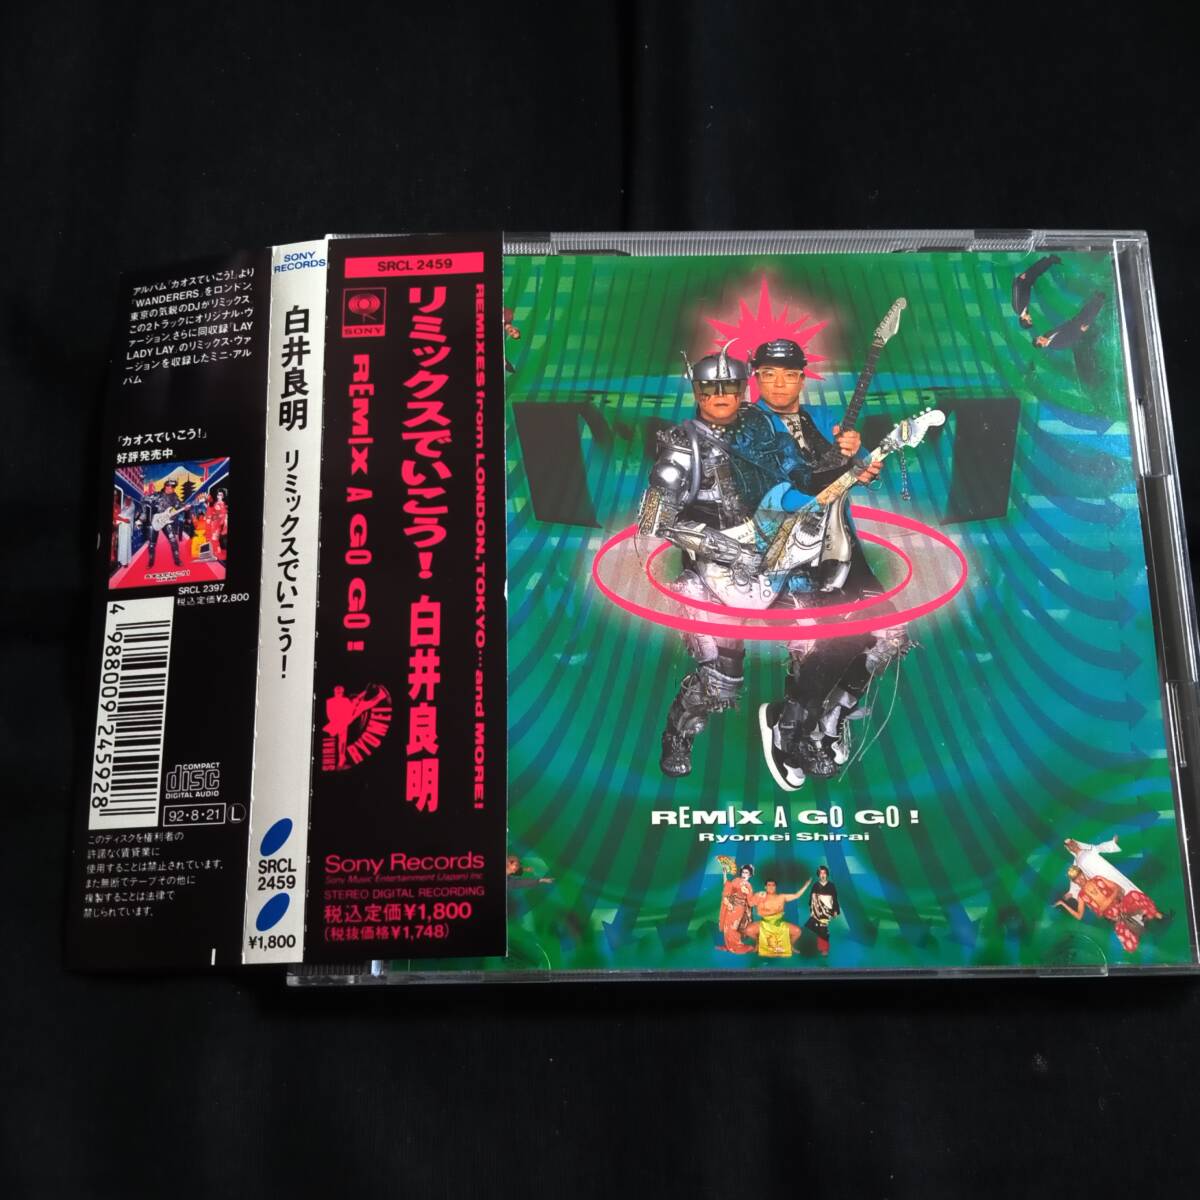 アルバム「カオスでいこう!」より
「WANDERERS」をロンドン、
東京の気鋭のDJがリミックス。
この2トラックにオリジナル・ヴ
ァージョン、さらに同収録「LAY
LADY LAY」のリミックス・ヴァ
ージョンを収録したミニ・アル
バム
「カオスでいこう!」
好評発売中。
カオスでいこう!
SRCL 2397
税込定価¥2,800
4 988009 245928
COMPACT
disc
DIGITAL AUDIO
92・8・21 L
このディスクを権利者の
許諾なく賃貸業に
使用することは禁止されています。
また無断でテープその他に
複製することは法律で
禁じられています。
SONY
RECORDS
白井良明 リミックスでいこう!
SRCL
2459
¥1,800
SRCL 2459
SONY
REMIX A GO GO!
リミックスでいこう! 白井良明
REMIXES from LONDON, TOKYO… and MORE!
Sony Records
Sony Music Entertainment (Japan) Inc.
STEREO DIGITAL RECORDING
税込定価¥1,800
(税抜価格¥1,748)
REMIX A GO GO!
Ryomei Shirai